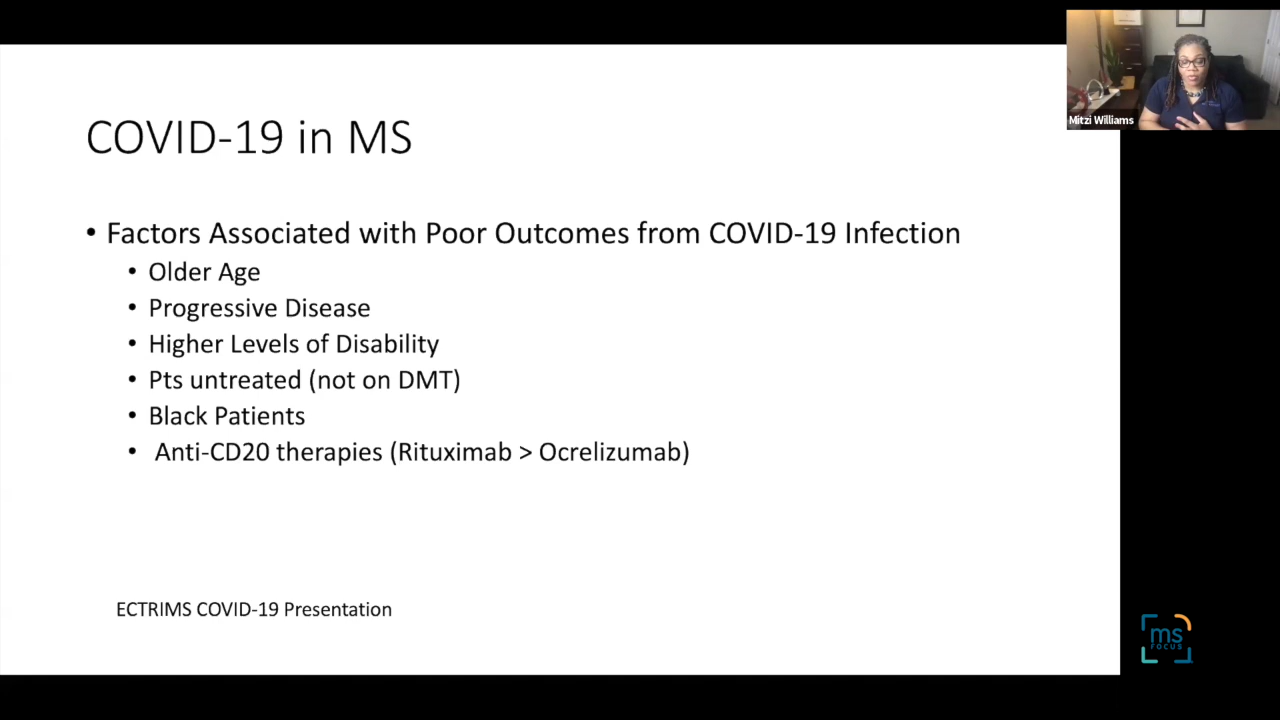 Mitzi Williams
COVID-19 in MS
• Factors Associated with Poor Outcomes from COVID-19 Infection
• Older Age
• Progressive Disease
• Higher Levels of Disability
• Pts untreated (not on DMT)
• Black Patients
• Anti-CD20 therapies (Rituximab > Ocrelizumab)
ECTRIMS COVID-19 Presentation
ms
FOCUS